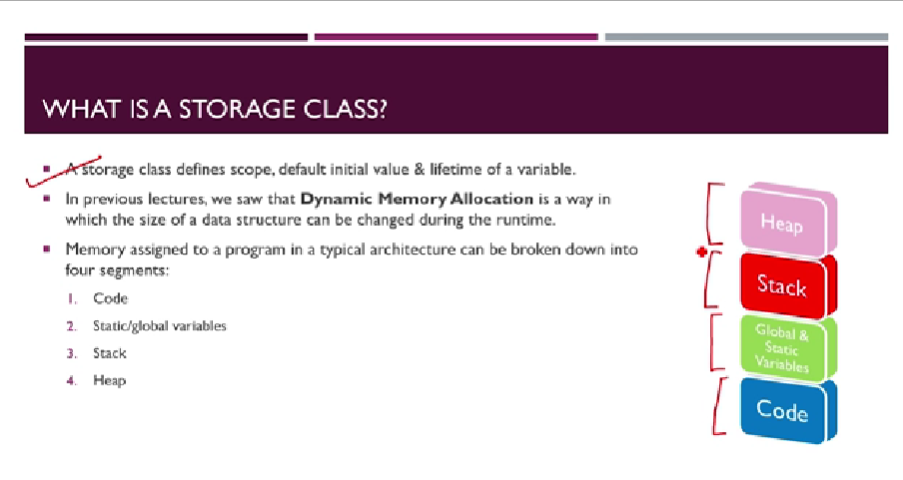 WHAT IS A STORAGE CLASS?
A storage class defines scope, default initial value & lifetime of a variable.
In previous lectures, we saw that Dynamic Memory Allocation is a way in
which the size of a data structure can be changed during the runtime.
Memory assigned to a program in a typical architecture can be broken down into
four segments:
1. Code
2. Static/global variables
3. Stack
4. Heap
Heap
Stack
Global &
Static
Variables
Code